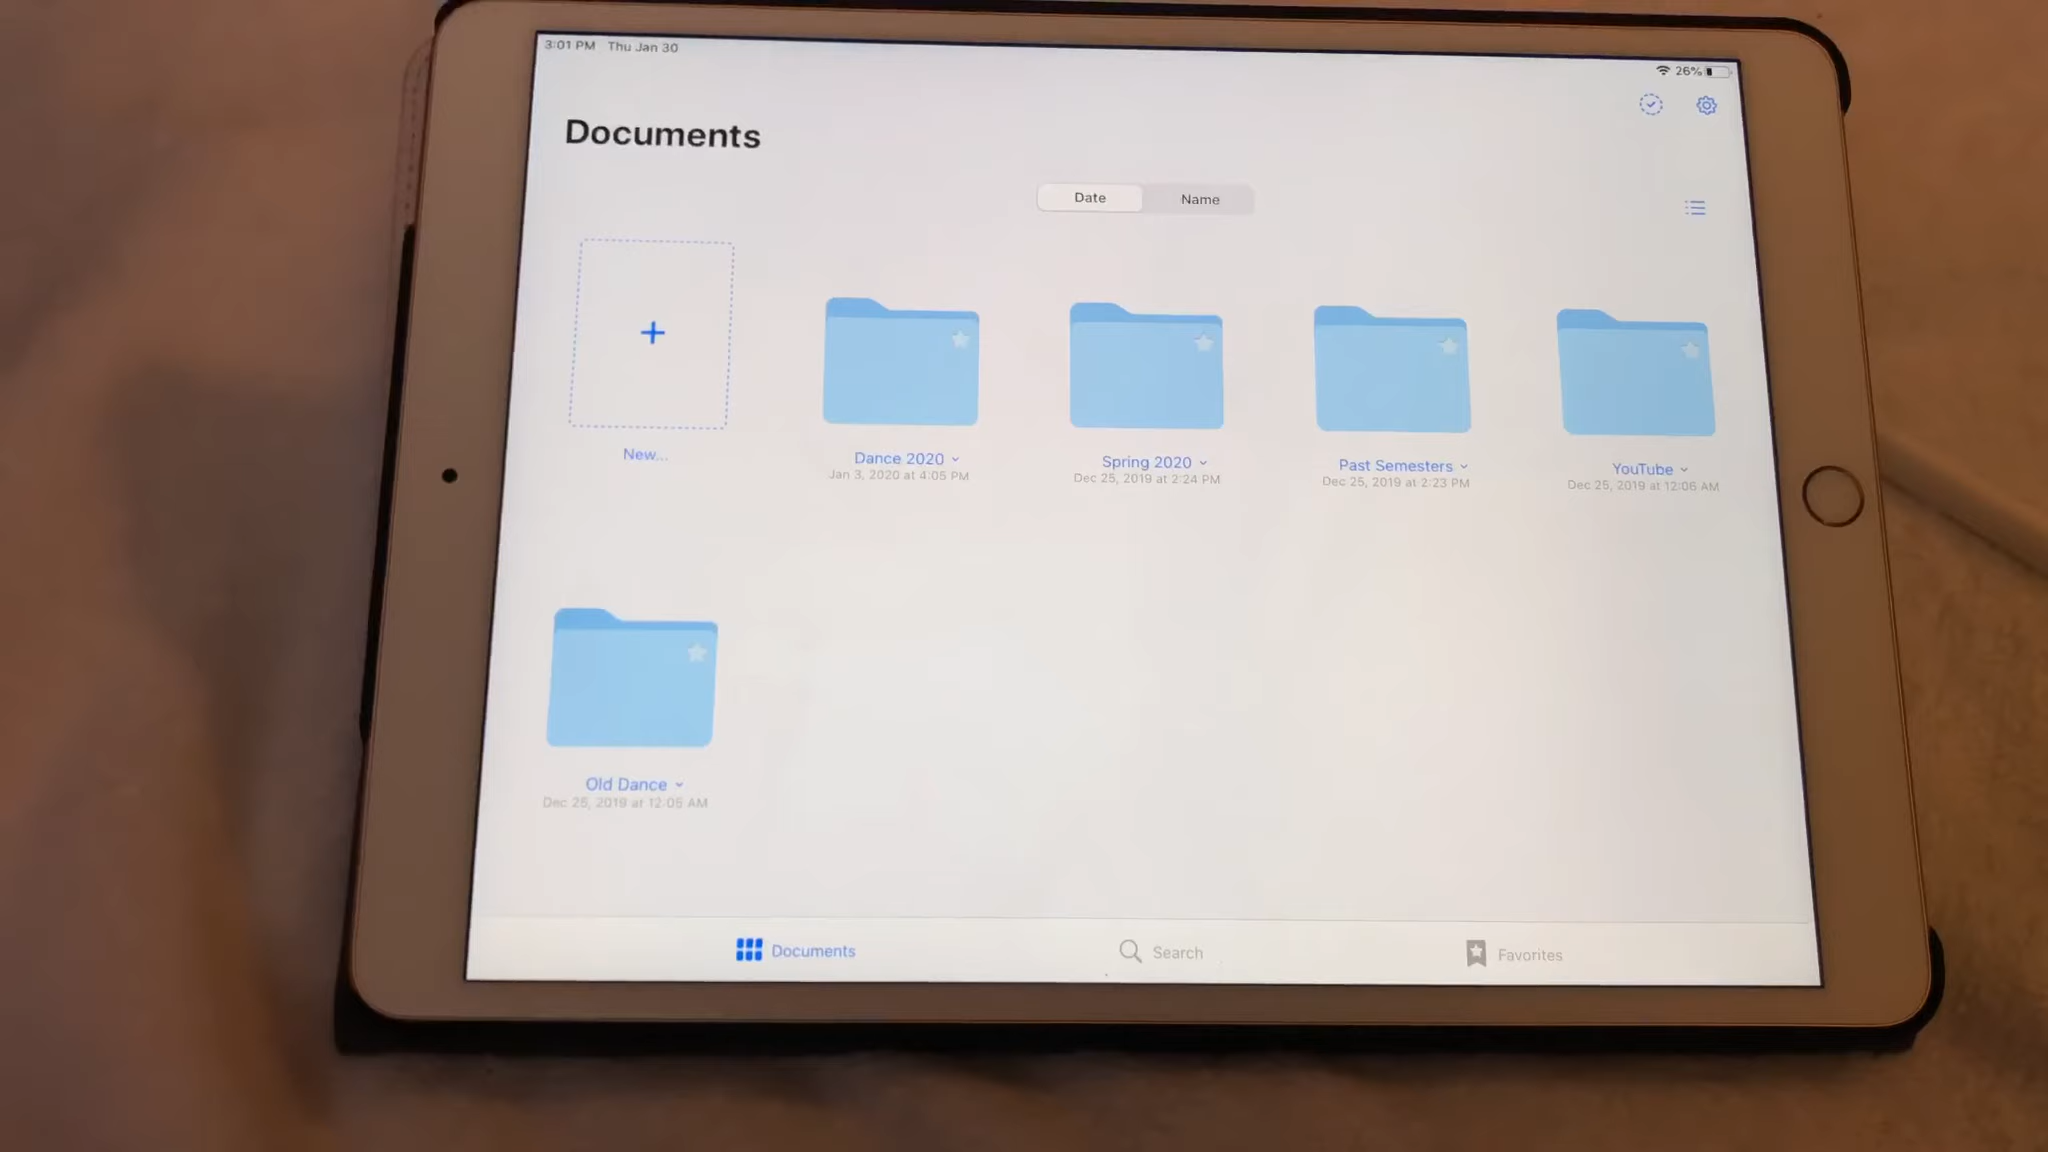 3:01 PM Thu Jan 30
26%
Documents
Date Name
New...
Dance 2020
Jan 3, 2020 at 4:05 PM
Spring 2020
Dec 25, 2019 at 2:24 PM
Past Semesters
Dec 25, 2019 at 2:23 PM
YouTube
Dec 25, 2019 at 12:06 AM
Old Dance
Dec 25, 2019 at 12:05 AM
Documents
Search
Favorites